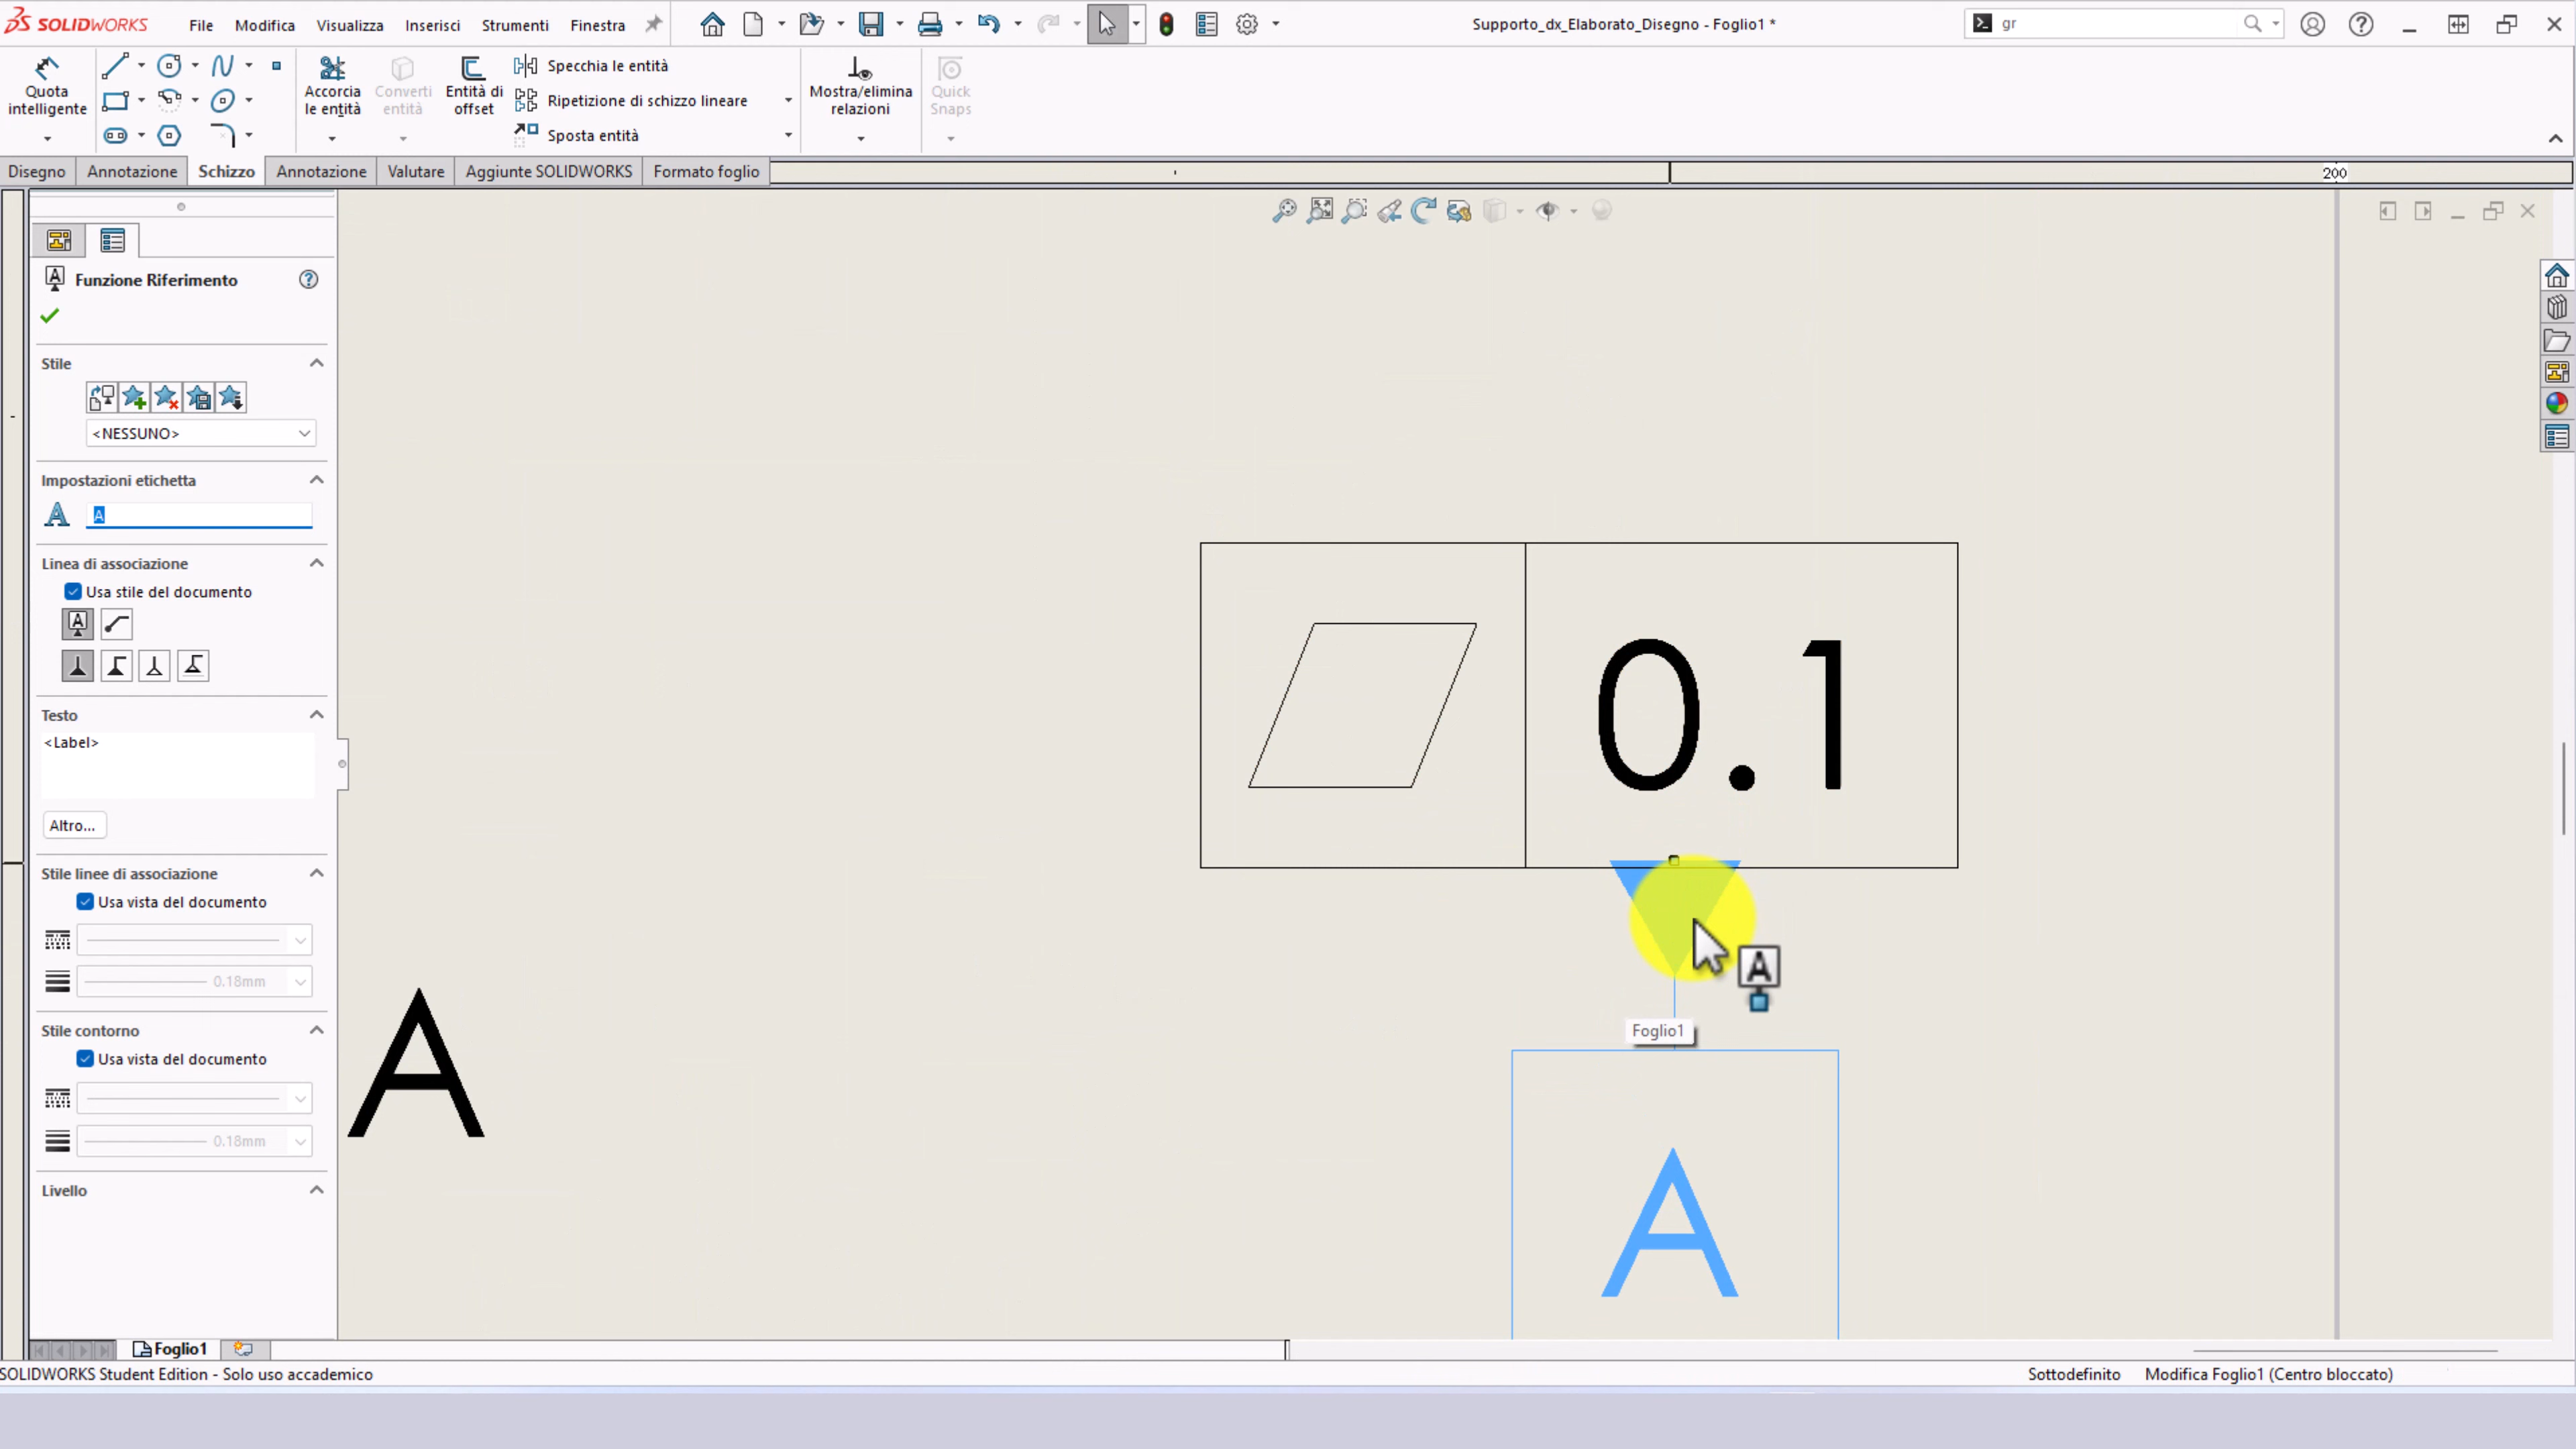 SOLIDWORKS File Modifica Visualizza Inserisci Strumenti Finestra Supporto_dx_Elaborato_Disegno - Foglio1 * gr
Quota intelligente
Accorcia le entità
Converti entità
Entità di offset
Specchia le entità
Ripetizione di schizzo lineare
Sposta entità
Mostra/elimina relazioni
Quick Snaps
Disegno Annotazione Schizzo Annotazione Valutare Aggiunte SOLIDWORKS Formato foglio
200
Funzione Riferimento
Stile
<NESSUNO>
Impostazioni etichetta
A
Linea di associazione
Usa stile del documento
Testo
<Label>
Altro...
Stile linee di associazione
Usa vista del documento
0.18mm
Stile contorno
Usa vista del documento
0.18mm
Livello
0.1
A
A
Foglio1
A
Foglio1
SOLIDWORKS Student Edition - Solo uso accademico
Sottodefinito Modifica Foglio1 (Centro bloccato)